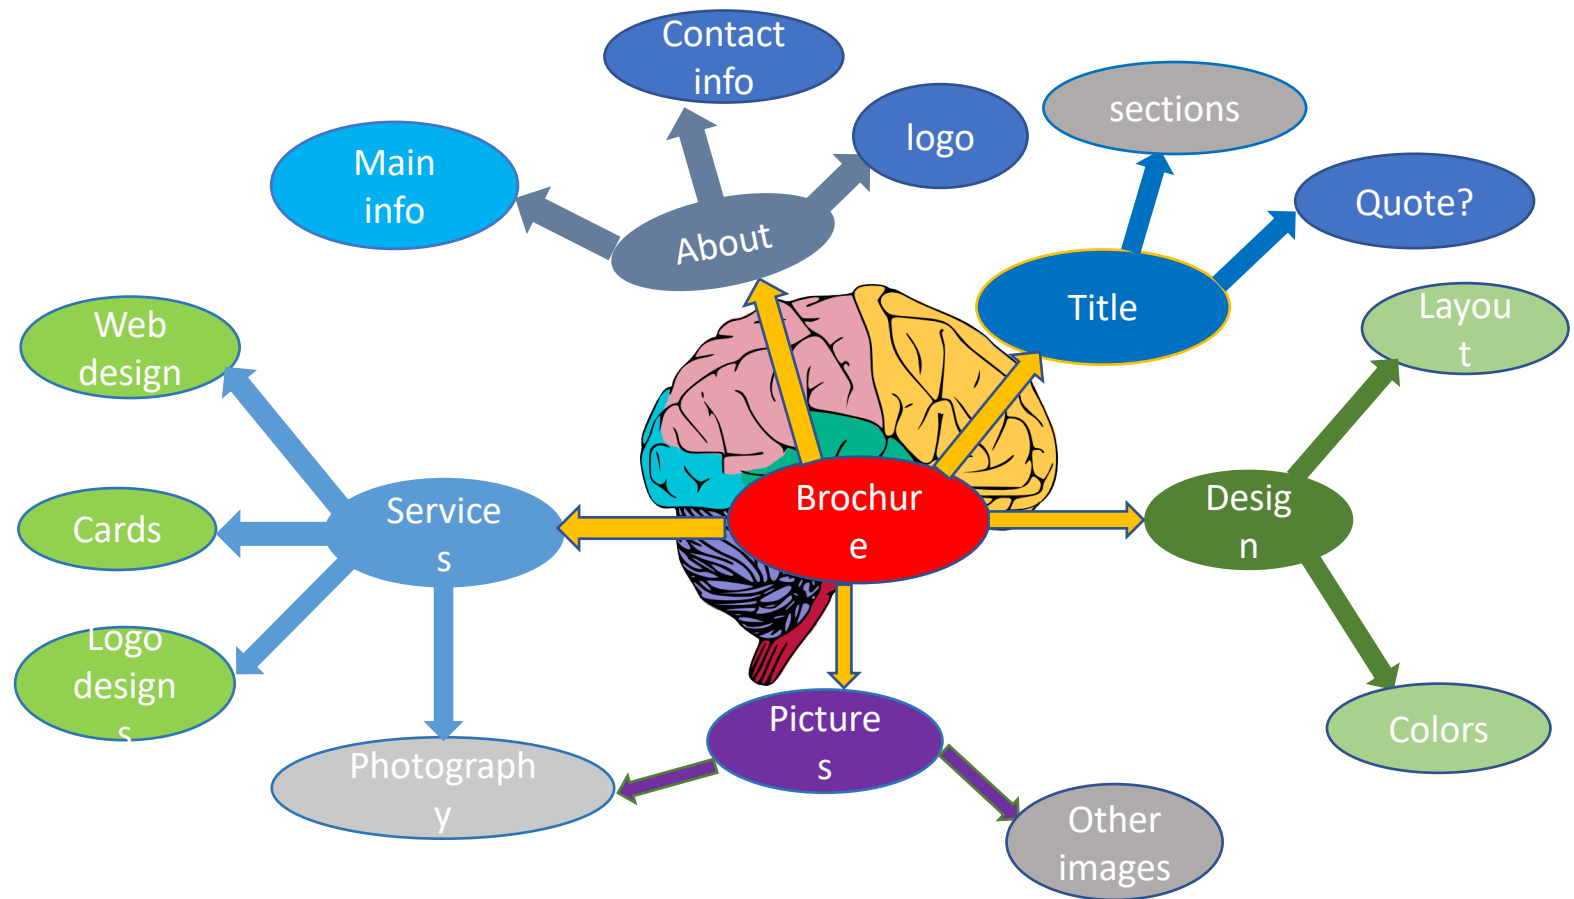 Contact
info
sections
logo
Main
info
Quote?
About
Title
Layou
t
Web
design
Service
s
Brochur
e
Desig
n
Cards
Logo
design
s
Picture
s
Colors
Photograph
y
Other
images